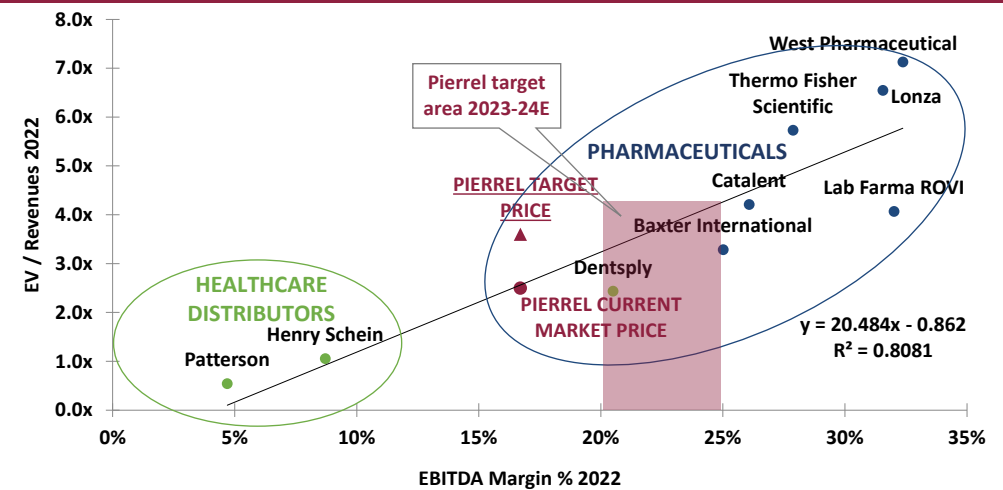 8.0x
7.0x
6.0x
5.0x
4.0x
3.0x
2.0x
1.0x
0.0x
EV / Revenues 2022
West Pharmaceutical
Thermo Fisher
Scientific
Lonza
Pierrel target
area 2023-24E
PHARMACEUTICALS
Catalent
Lab Farma ROVI
PIERREL TARGET
PRICE
Baxter International
Dentsply
HEALTHCARE
DISTRIBUTORS
PIERREL CURRENT
MARKET PRICE
Henry Schein
Patterson
y = 20.484x - 0.862
R² = 0.8081
0%
5%
10%
15%
20%
25%
30%
35%
EBITDA Margin % 2022